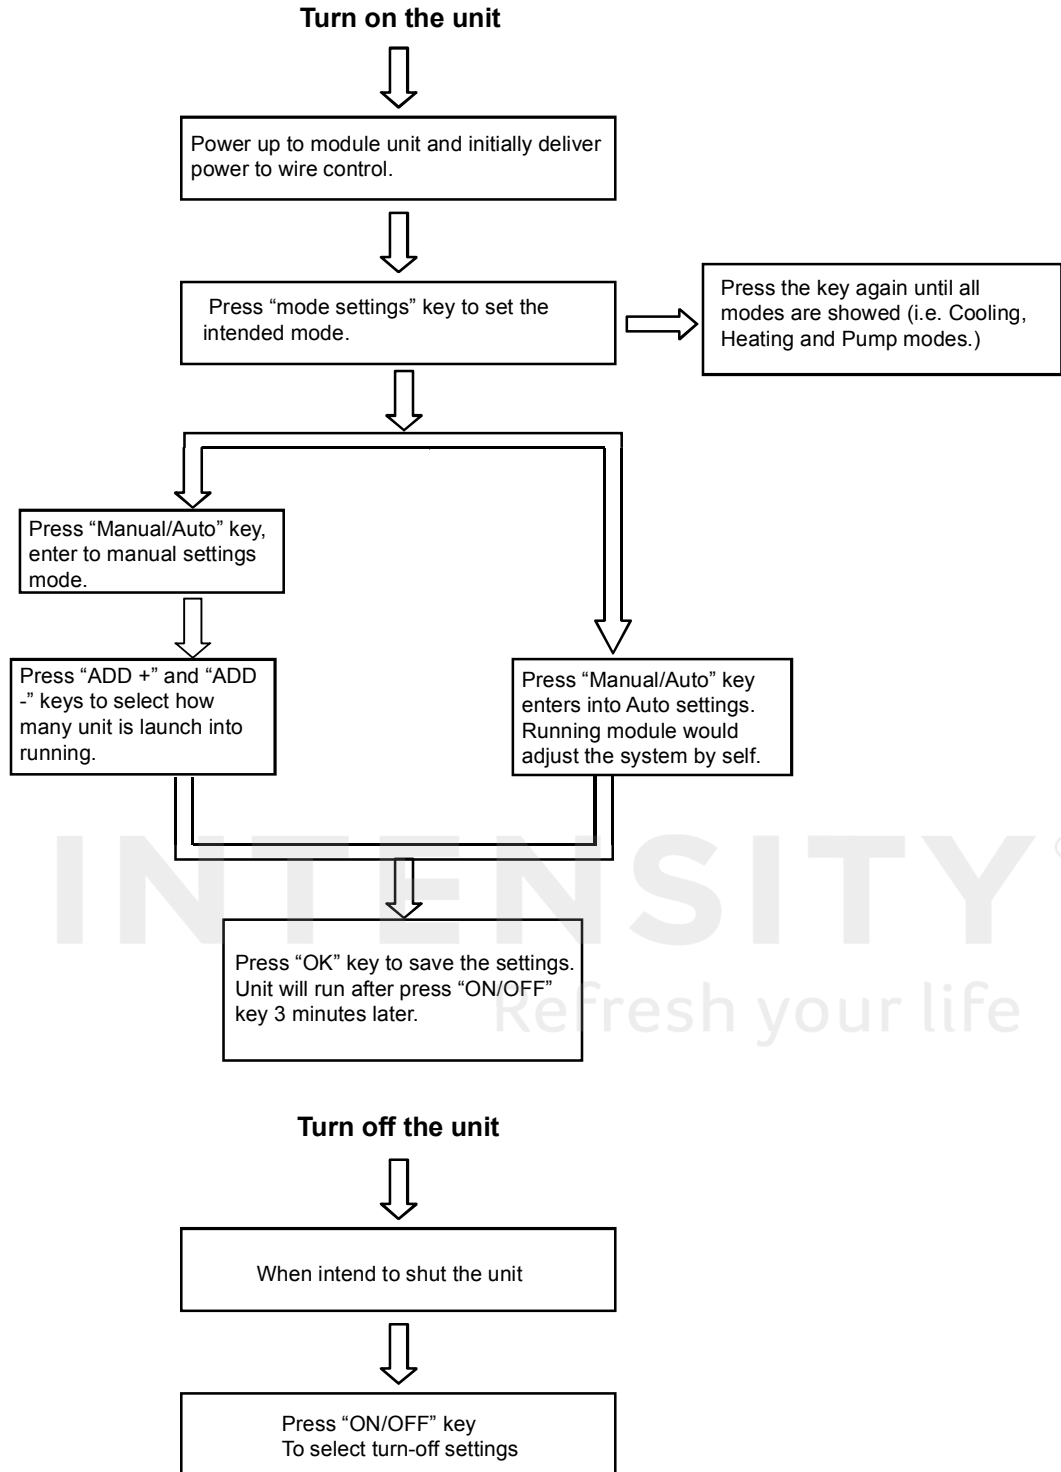 Turn on the unit
Power up to module unit and initially deliver
power to wire control.
Press “mode settings” key to set the
intended mode.
Press the key again until all
modes are showed (i.e. Cooling,
Heating and Pump modes.)
Press “Manual/Auto” key,
enter to manual settings
mode.
Press “ADD +” and “ADD
-” keys to select how
many unit is launch into
running.
Press “Manual/Auto” key
enters into Auto settings.
Running module would
adjust the system by self.
INTENSITY®
Refresh your life
Press “OK” key to save the settings.
Unit will run after press “ON/OFF”
key 3 minutes later.
Turn off the unit
When intend to shut the unit
Press “ON/OFF” key
To select turn-off settings